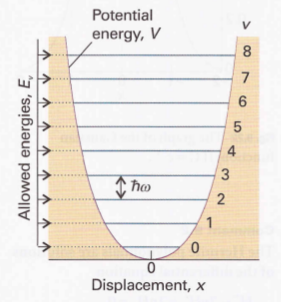 Potential
energy, V
v
8
7
6
5
4
3
2
1
0
ħω
Allowed energies, Eᵥ
0
Displacement, x